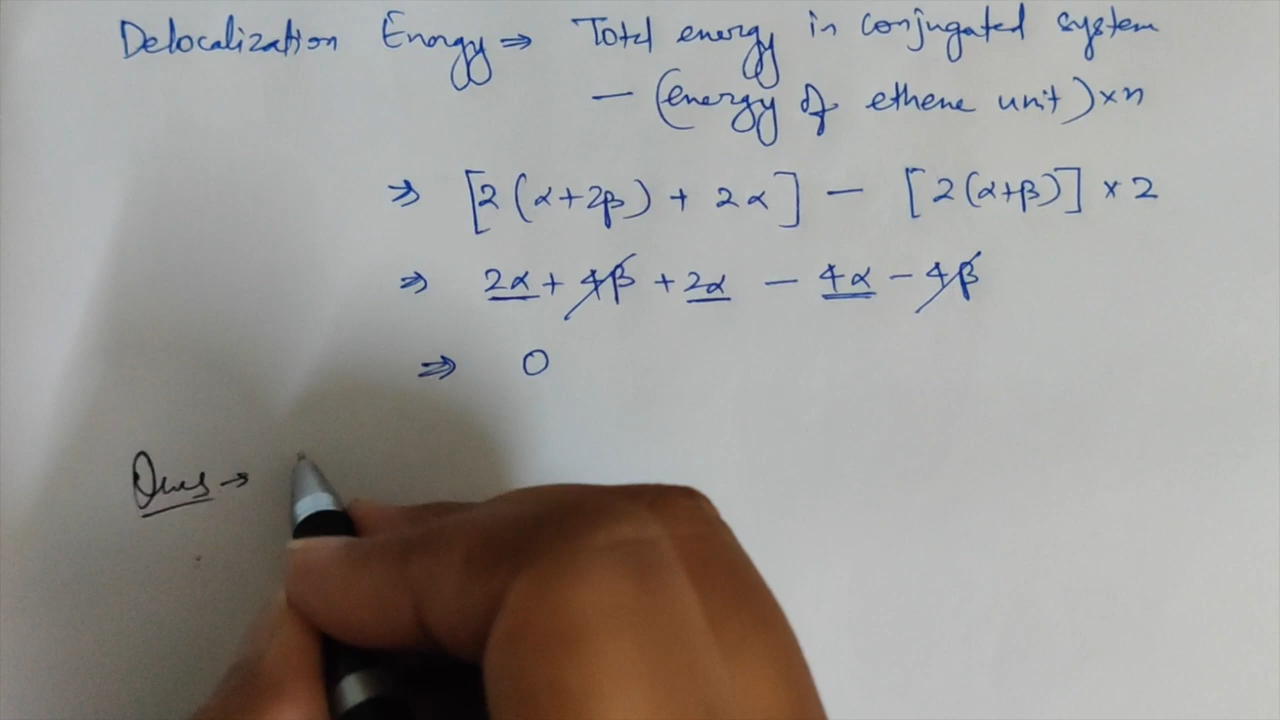 Delocalization Energy ⇒ Total energy in conjugated system
— (energy of ethene unit) × n
⇒ [2(α+2β) + 2α] — [2(α+β)] × 2
⇒ 2α + 4β + 2α — 4α – 4β
⇒ 0
Ques →